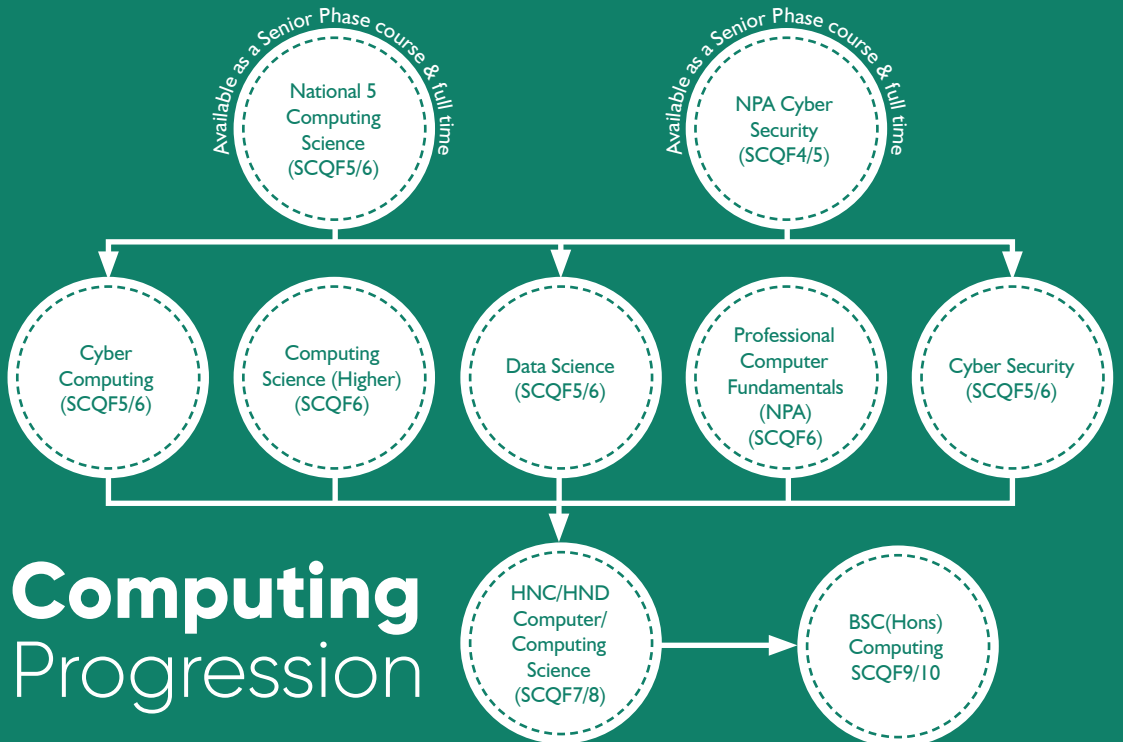 Available as a Senior Phase course & full time
National 5
Computing
Science
(SCQF5/6)
Available as a Senior Phase course & full time
NPA Cyber
Security
(SCQF4/5)
Cyber
Computing
(SCQF5/6)
Computing
Science (Higher)
(SCQF6)
Data Science
(SCQF5/6)
Professional
Computer
Fundamentals
(NPA)
(SCQF6)
Cyber Security
(SCQF5/6)
Computing
Progression
HNC/HND
Computer/
Computing
Science
(SCQF7/8)
BSC(Hons)
Computing
SCQF9/10